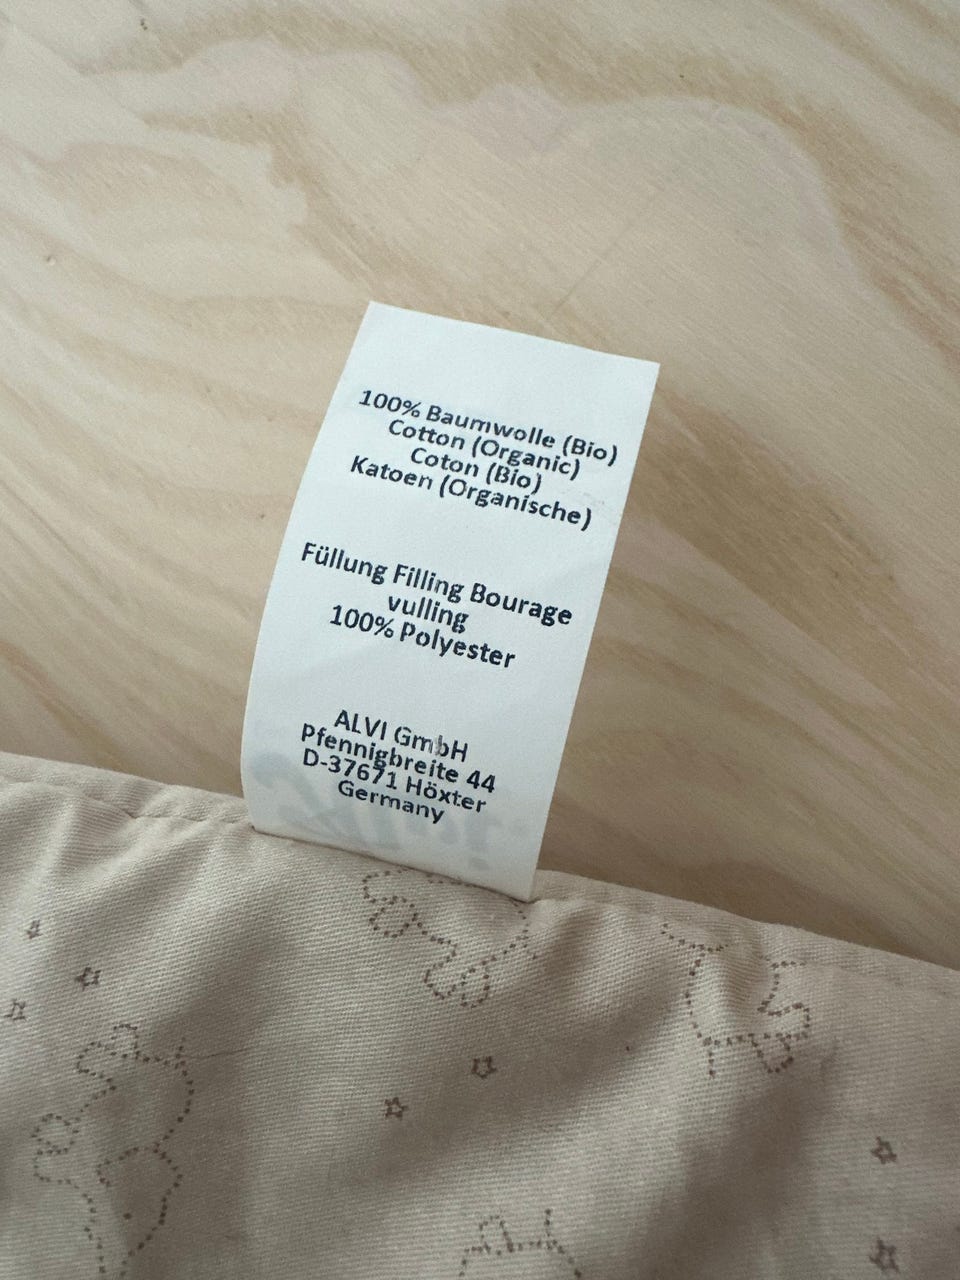 100% Baumwolle (Bio)
Cotton (Organic)
Coton (Bio)
Katoen (Organische)
Füllung Filling Bourage
vulling
100% Polyester
ALVI GmbH
Pfennigbreite 44
D-37671 Höxter
Germany